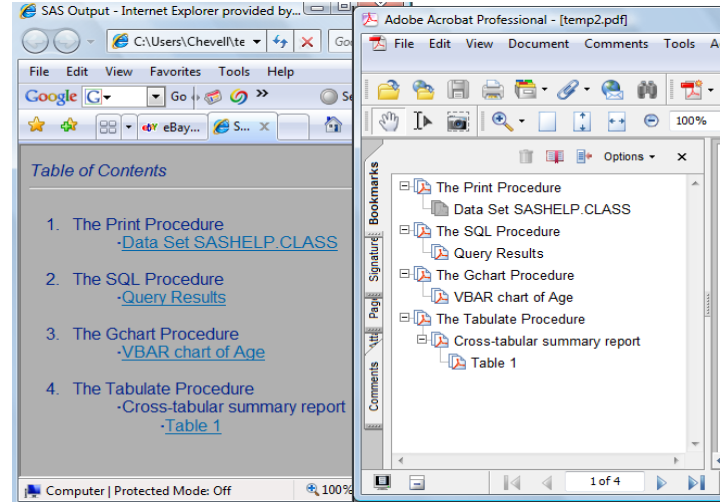 SAS Output - Internet Explorer provided by...
C:\Users\Chevell\te
File Edit View Favorites Tools Help
Google G Go »
eBay... S...
Table of Contents
1. The Print Procedure
·Data Set SASHELP.CLASS
2. The SQL Procedure
·Query Results
3. The Gchart Procedure
·VBAR chart of Age
4. The Tabulate Procedure
·Cross-tabular summary report
·Table 1
Computer | Protected Mode: Off 100%
Adobe Acrobat Professional - [temp2.pdf]
File Edit View Document Comments Tools A
100%
Options
Bookmarks
Signature
Comments
The Print Procedure
Data Set SASHELP.CLASS
The SQL Procedure
Query Results
The Gchart Procedure
VBAR chart of Age
The Tabulate Procedure
Cross-tabular summary report
Table 1
1 of 4